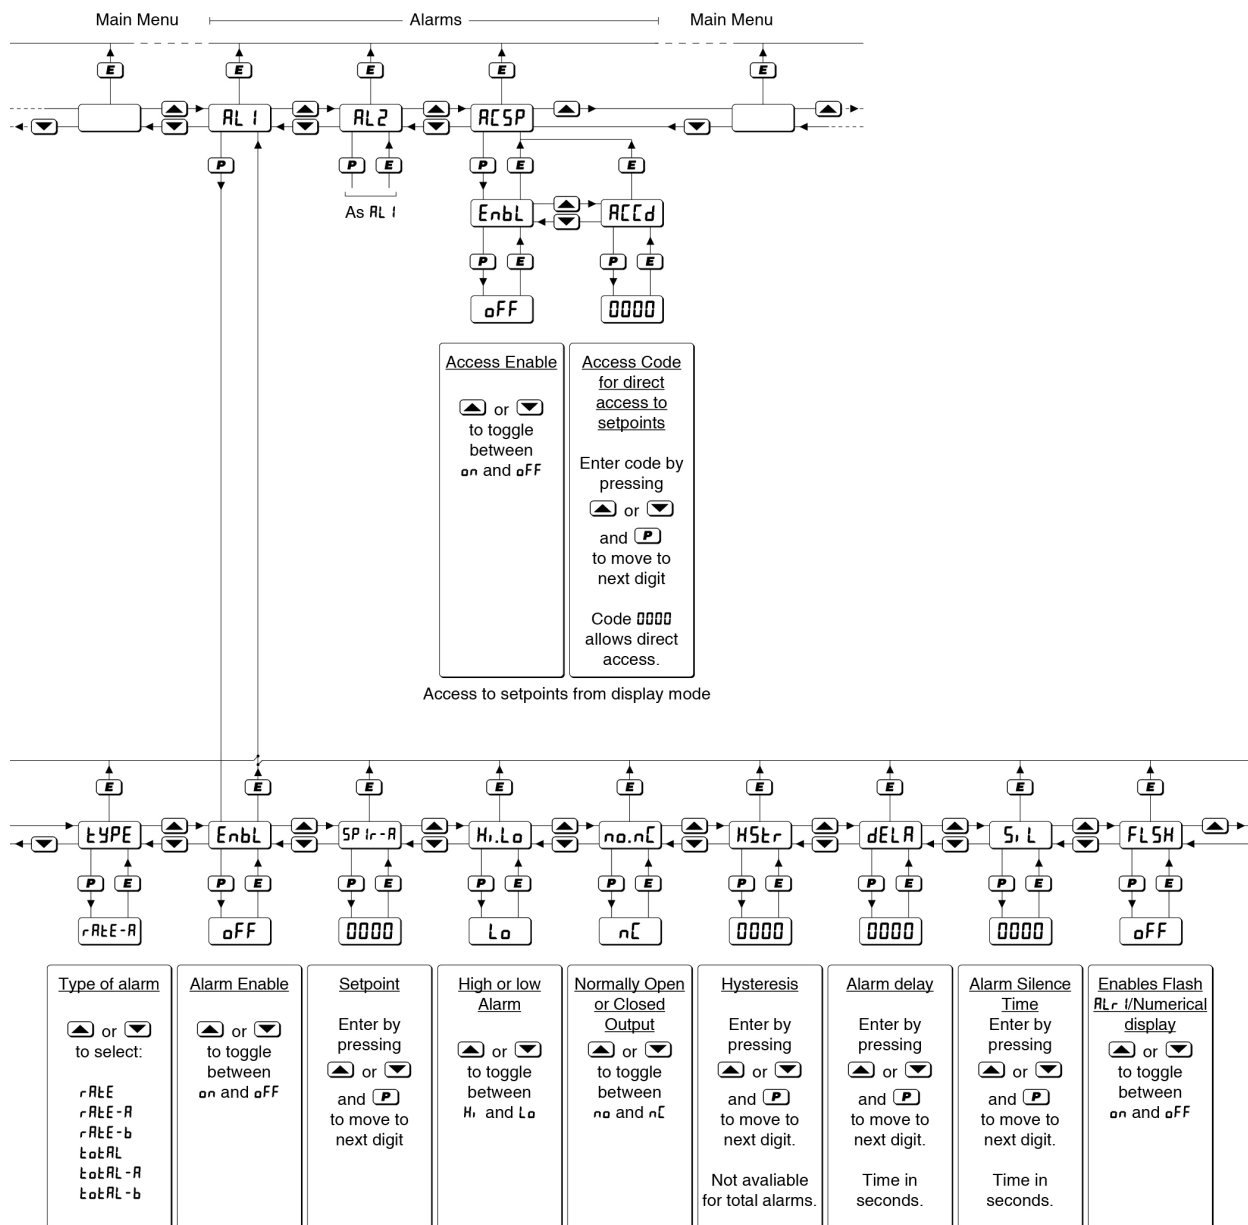 Main Menu Alarms Main Menu
E E E E E
AL1 AL2 ACSP
P P E P E E
As AL1
EnbL ACCd
P E P E
oFF 0000
Access Enable
or
to toggle
between
on and oFF
Access Code
for direct
access to
setpoints
Enter code by
pressing
or
and P
to move to
next digit
Code 0000
allows direct
access.
Access to setpoints from display mode
E E E E E E E E E
tYPE EnbL SP1r-A Hi.Lo no.nC HStr dELA SiL FLSH
P E P E P E P E P E P E P E P E P E
rAtE-A oFF 0000 Lo nC 0000 0000 0000 oFF
Type of alarm
or
to select:
rAtE
rAtE-A
rAtE-b
totAL
totAL-A
totAL-b
Alarm Enable
or
to toggle
between
on and oFF
Setpoint
Enter by
pressing
or
and P
to move to
next digit
High or low
Alarm
or
to toggle
between
Hi and Lo
Normally Open
or Closed
Output
or
to toggle
between
no and nC
Hysteresis
Enter by
pressing
or
and P
to move to
next digit.
Not avaliable
for total alarms.
Alarm delay
Enter by
pressing
or
and P
to move to
next digit.
Time in
seconds.
Alarm Silence
Time
Enter by
pressing
or
and P
to move to
next digit.
Time in
seconds.
Enables Flash
ALr1/Numerical
display
or
to toggle
between
on and oFF